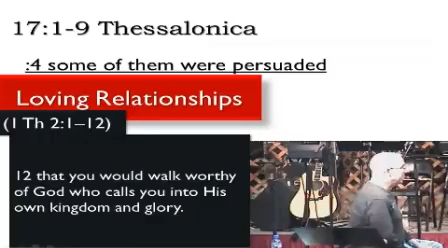 17:1-9 Thessalonica
:4 some of them were persuaded
Loving Relationships
(1 Th 2:1–12)
12 that you would walk worthy
of God who calls you into His
own kingdom and glory.